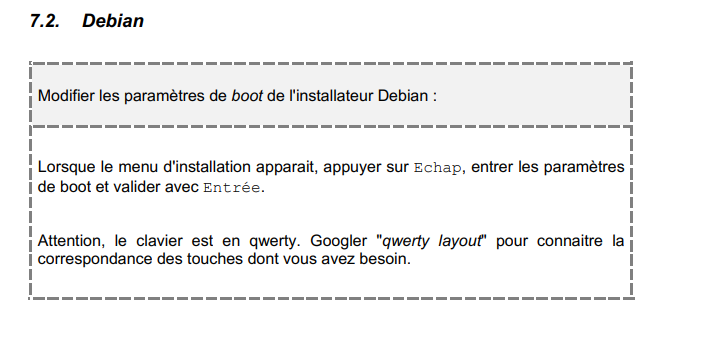 7.2. Debian
Modifier les paramètres de boot de l'installateur Debian :
Lorsque le menu d'installation apparait, appuyer sur Echap, entrer les paramètres
de boot et valider avec Entrée.
Attention, le clavier est en qwerty. Googler "qwerty layout" pour connaitre la
correspondance des touches dont vous avez besoin.